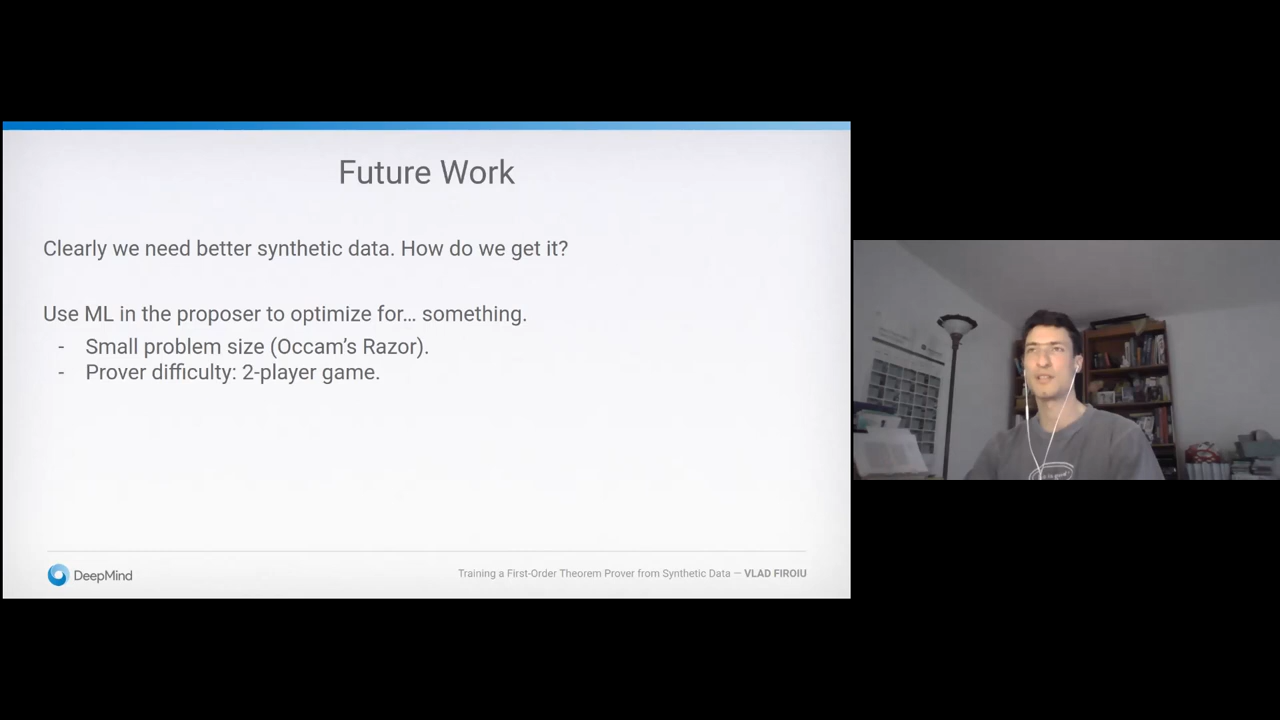 Future Work
Clearly we need better synthetic data. How do we get it?
Use ML in the proposer to optimize for... something.
- Small problem size (Occam's Razor).
- Prover difficulty: 2-player game.
DeepMind
Training a First-Order Theorem Prover from Synthetic Data — VLAD FIROIU